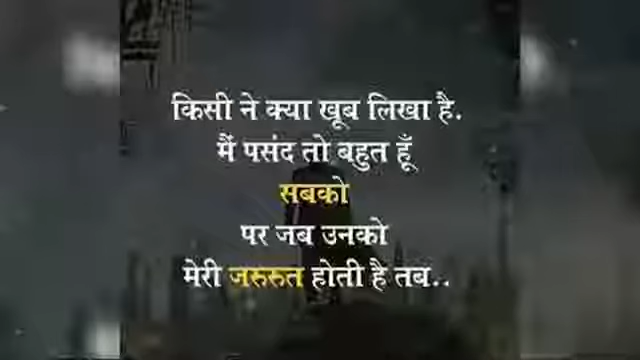 किसी ने क्या खूब लिखा है.
मैं पसंद तो बहुत हूँ
सबको
पर जब उनको
मेरी जरुरत होती है तब..